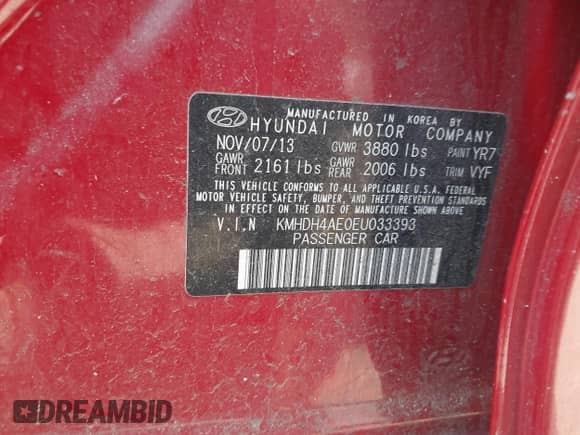 MANUFACTURED IN KOREA BY
HYUNDAI MOTOR COMPANY
NOV/07/13 GVWR 3880 lbs PAINT YR7
GAWR FRONT 2161 lbs GAWR REAR 2006 lbs TRIM VYF
THIS VEHICLE CONFORMS TO ALL APPLICABLE U.S.A. FEDERAL
MOTOR VEHICLE SAFETY, BUMPER, AND THEFT PREVENTION STANDARDS
IN EFFECT ON THE DATE OF MANUFACTURE SHOWN ABOVE.
V.I.N KMHDH4AE0EU033393
PASSENGER CAR
DREAMBID